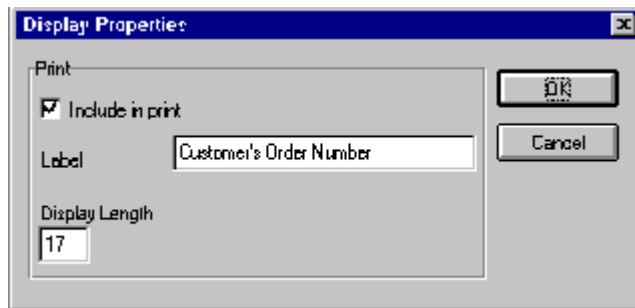 Display Properties
Print
Include in print
Label
Customer's Order Number
Display Length
17
OK
Cancel